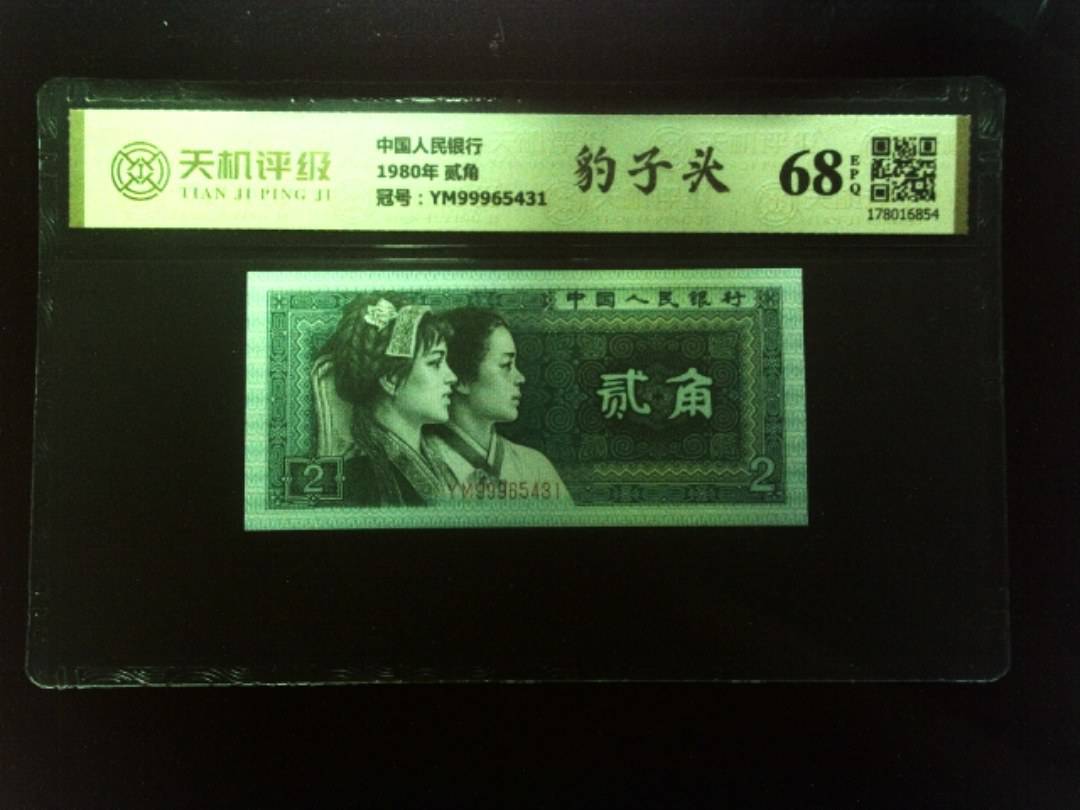 天机评级
TIAN JI PING JI
中国人民银行
1980年 贰角
冠号：YM99965431
豹子头
68
EPQ
178016854
中国人民银行
贰角
2
2
YM99965431